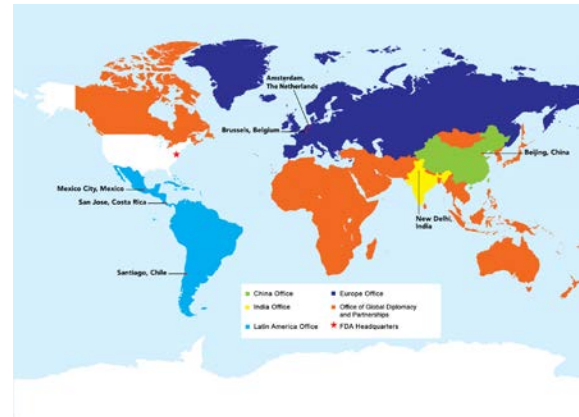 Amsterdam,
The Netherlands
Brussels, Belgium
Beijing, China
Mexico City, Mexico
San Jose, Costa Rica
New Delhi,
India
Santiago, Chile
China Office
Europe Office
India Office
Office of Global Diplomacy
and Partnerships
Latin America Office
FDA Headquarters